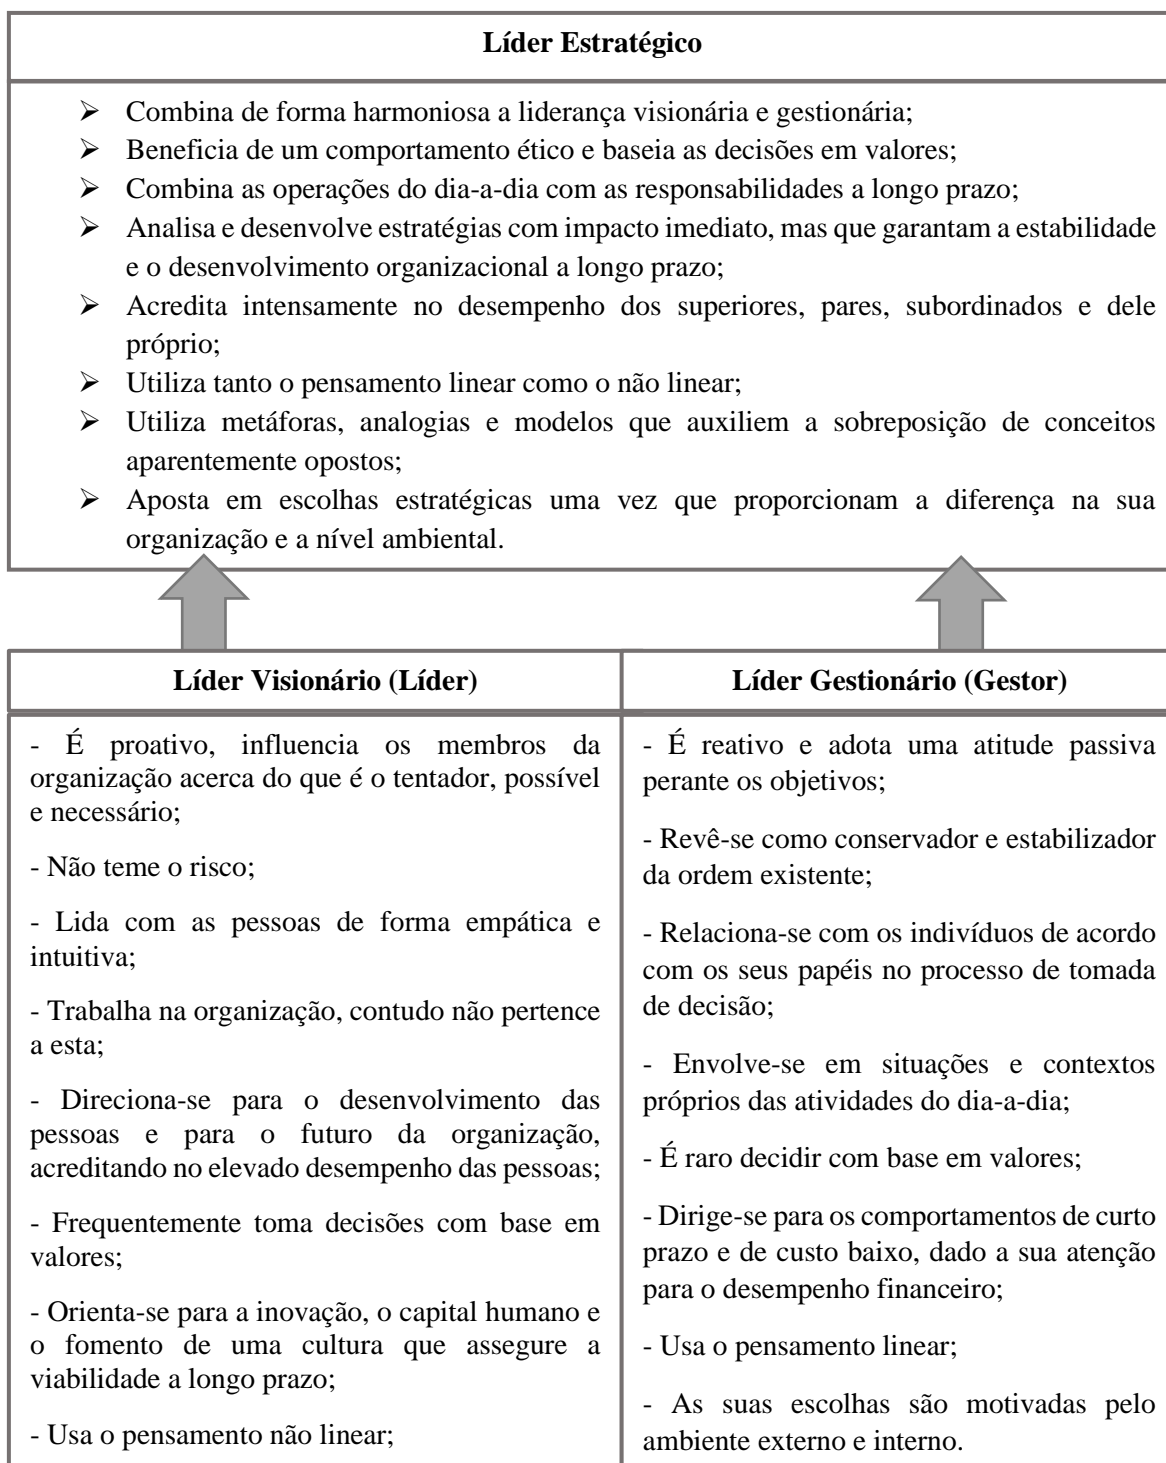 Líder Estratégico
➢ Combina de forma harmoniosa a liderança visionária e gestionária;
➢ Beneficia de um comportamento ético e baseia as decisões em valores;
➢ Combina as operações do dia-a-dia com as responsabilidades a longo prazo;
➢ Analisa e desenvolve estratégias com impacto imediato, mas que garantam a estabilidade
e o desenvolvimento organizacional a longo prazo;
➢ Acredita intensamente no desempenho dos superiores, pares, subordinados e dele
próprio;
➢ Utiliza tanto o pensamento linear como o não linear;
➢ Utiliza metáforas, analogias e modelos que auxiliem a sobreposição de conceitos
aparentemente opostos;
➢ Aposta em escolhas estratégicas uma vez que proporcionam a diferença na sua
organização e a nível ambiental.
Líder Visionário (Líder)
- É proativo, influencia os membros da
organização acerca do que é o tentador, possível
e necessário;
- Não teme o risco;
- Lida com as pessoas de forma empática e
intuitiva;
- Trabalha na organização, contudo não pertence
a esta;
- Direciona-se para o desenvolvimento das
pessoas e para o futuro da organização,
acreditando no elevado desempenho das pessoas;
- Frequentemente toma decisões com base em
valores;
- Orienta-se para a inovação, o capital humano e
o fomento de uma cultura que assegure a
viabilidade a longo prazo;
- Usa o pensamento não linear;
Líder Gestionário (Gestor)
- É reativo e adota uma atitude passiva
perante os objetivos;
- Revê-se como conservador e estabilizador
da ordem existente;
- Relaciona-se com os indivíduos de acordo
com os seus papéis no processo de tomada
de decisão;
- Envolve-se em situações e contextos
próprios das atividades do dia-a-dia;
- É raro decidir com base em valores;
- Dirige-se para os comportamentos de curto
prazo e de custo baixo, dado a sua atenção
para o desempenho financeiro;
- Usa o pensamento linear;
- As suas escolhas são motivadas pelo
ambiente externo e interno.